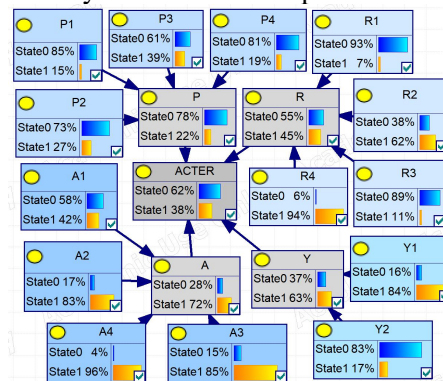 P1
State0 85%
State1 15%
P3
State0 61%
State1 39%
P4
State0 81%
State1 19%
R1
State0 93%
State1 7%
P2
State0 73%
State1 27%
P
State0 78%
State1 22%
R
State0 55%
State1 45%
R2
State0 38%
State1 62%
A1
State0 58%
State1 42%
ACTER
State0 62%
State1 38%
R4
State0 6%
State1 94%
R3
State0 89%
State1 11%
A2
State0 17%
State1 83%
A
State0 28%
State1 72%
Y
State0 37%
State1 63%
Y1
State0 16%
State1 84%
A4
State0 4%
State1 96%
A3
State0 15%
State1 85%
Y2
State0 83%
State1 17%